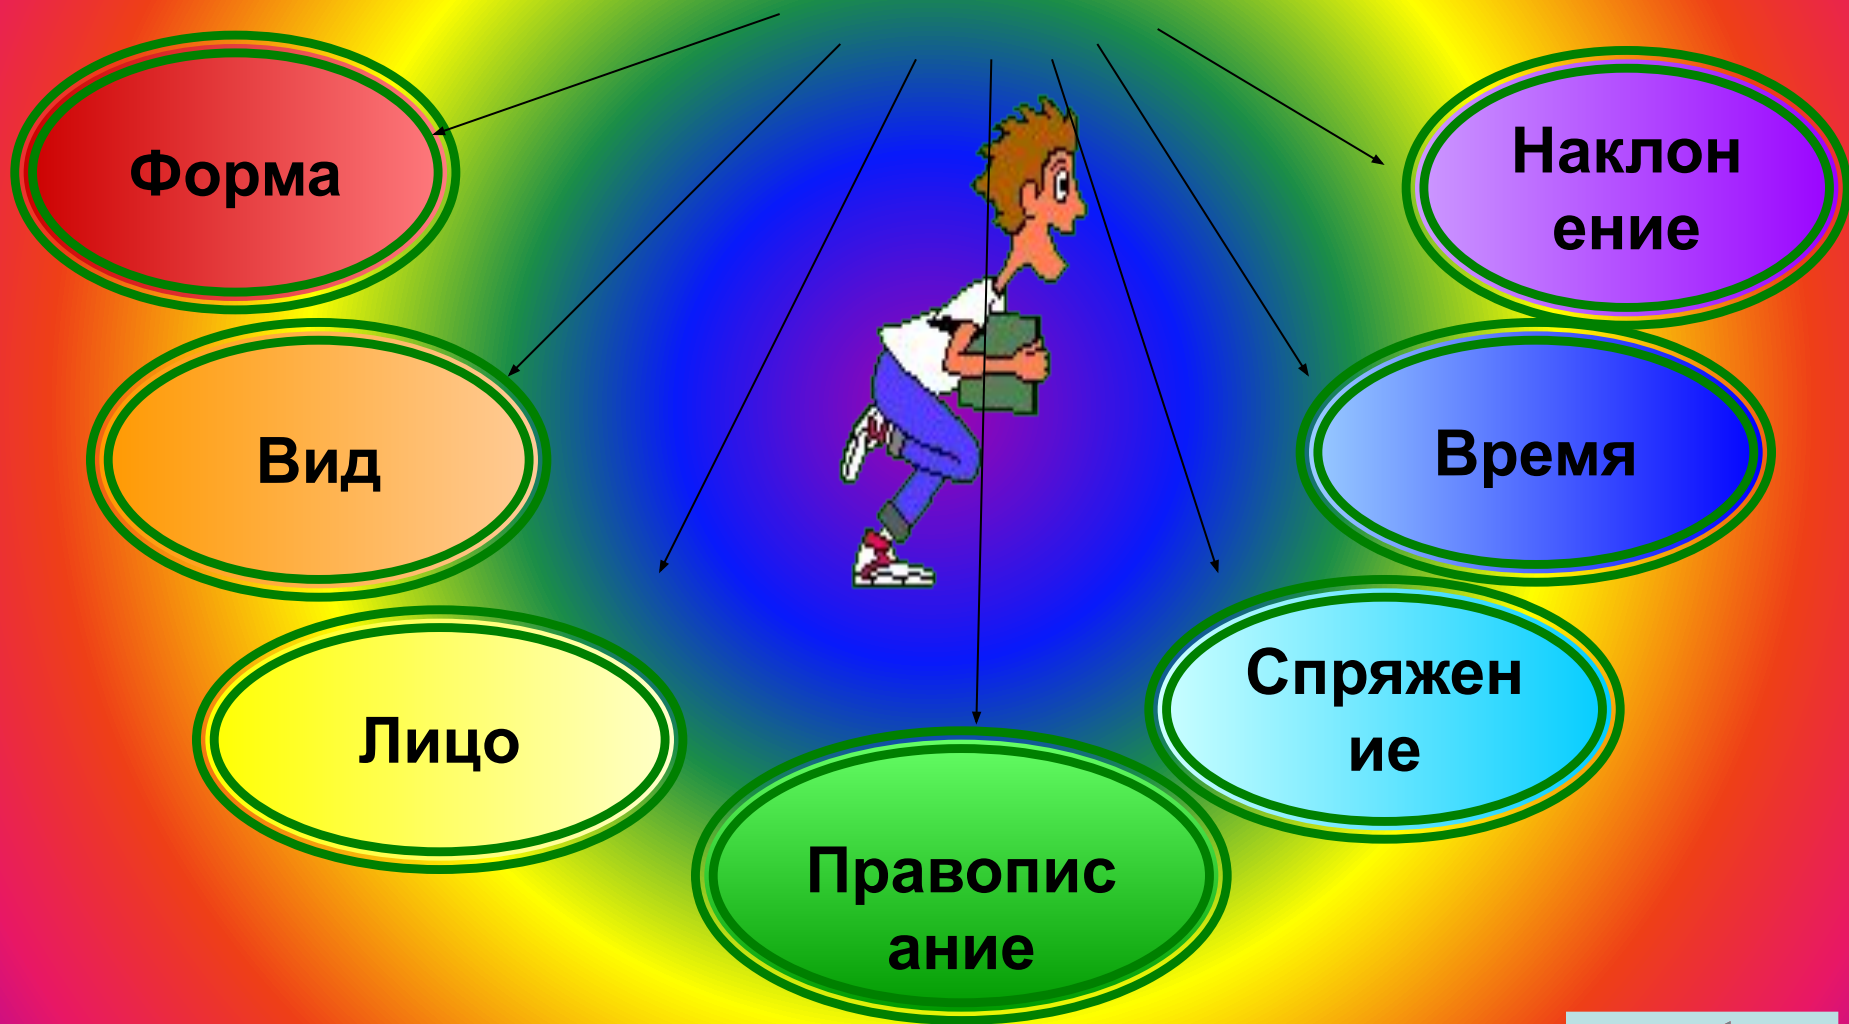 Форма
Вид
Лицо
Правопис
ание
Спряжен
ие
Время
Наклон
ение